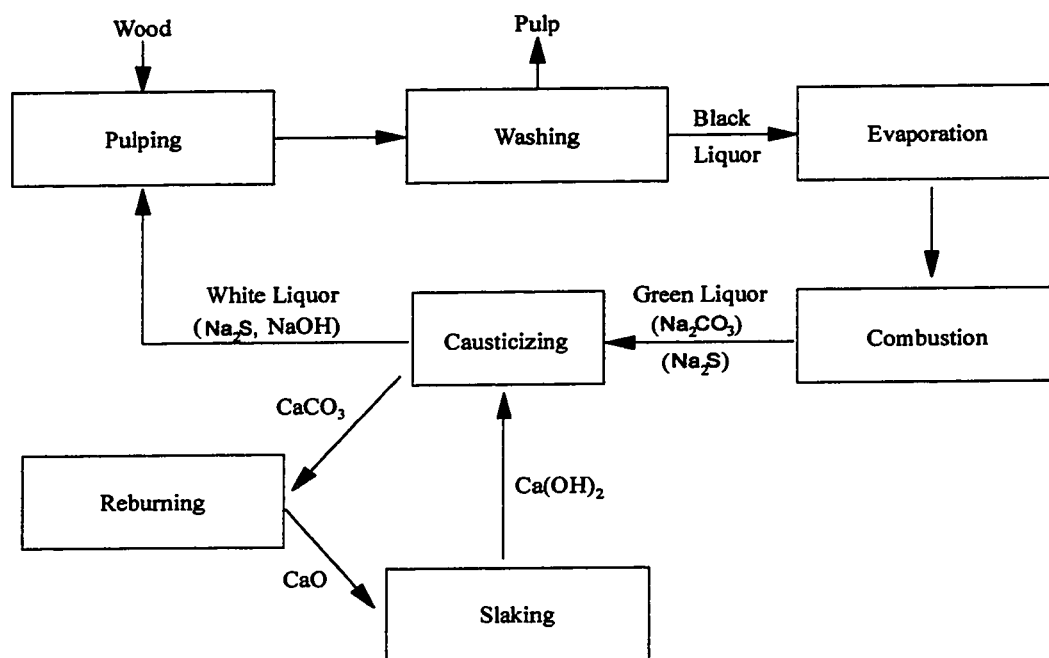 Wood
Pulp
Pulping
Washing
Black
Liquor
Evaporation
White Liquor
(Na₂S, NaOH)
Causticizing
Green Liquor
(Na₂CO₃)
(Na₂S)
Combustion
CaCO₃
Reburning
Ca(OH)₂
CaO
Slaking